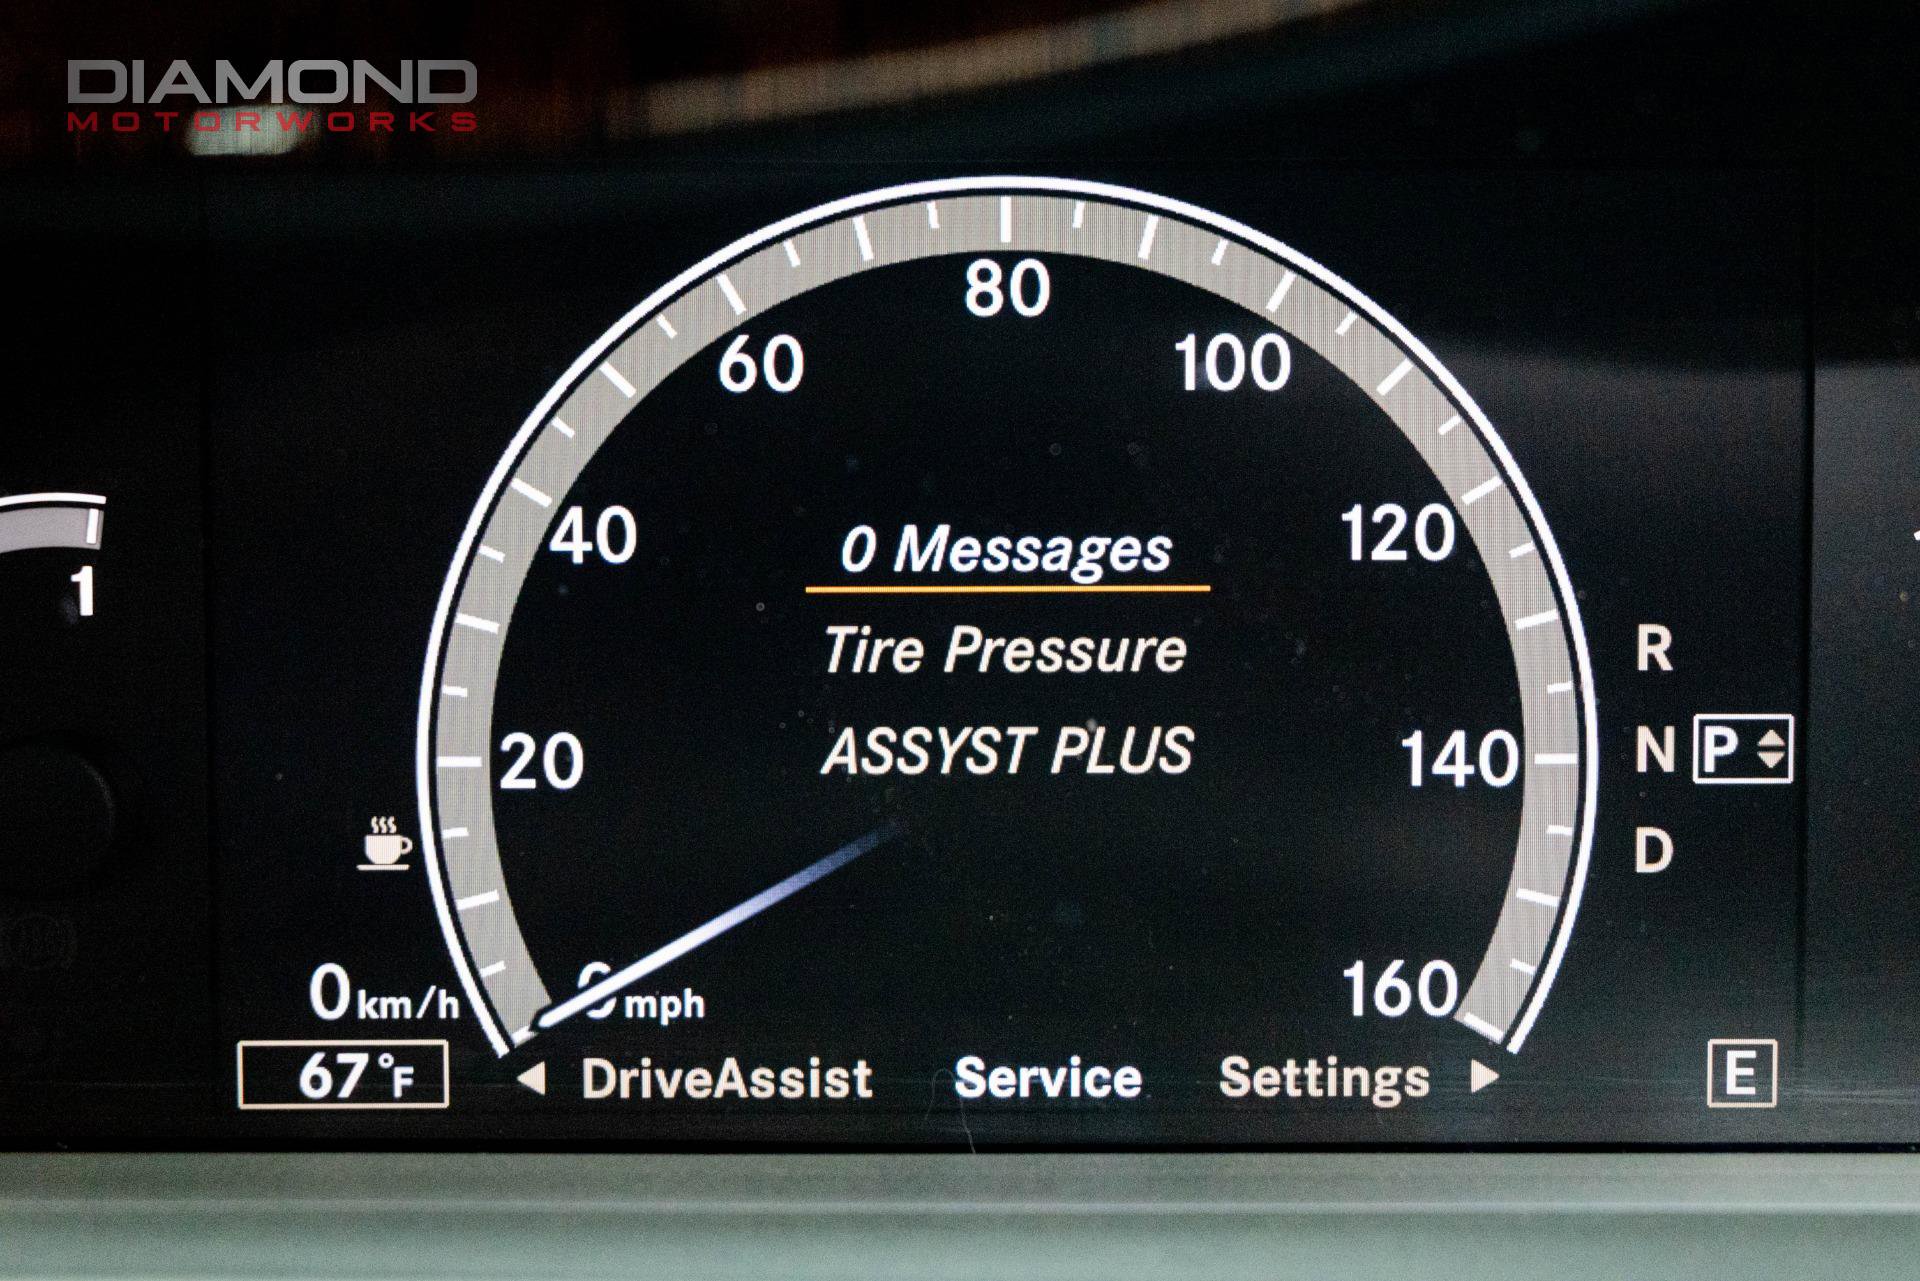 DIAMOND
MOTORWORKS
80
60
100
40
120
20
140
160
1
0 Messages
Tire Pressure
ASSYST PLUS
R
N P
D
0 km/h
0 mph
67°F
DriveAssist Service Settings
E